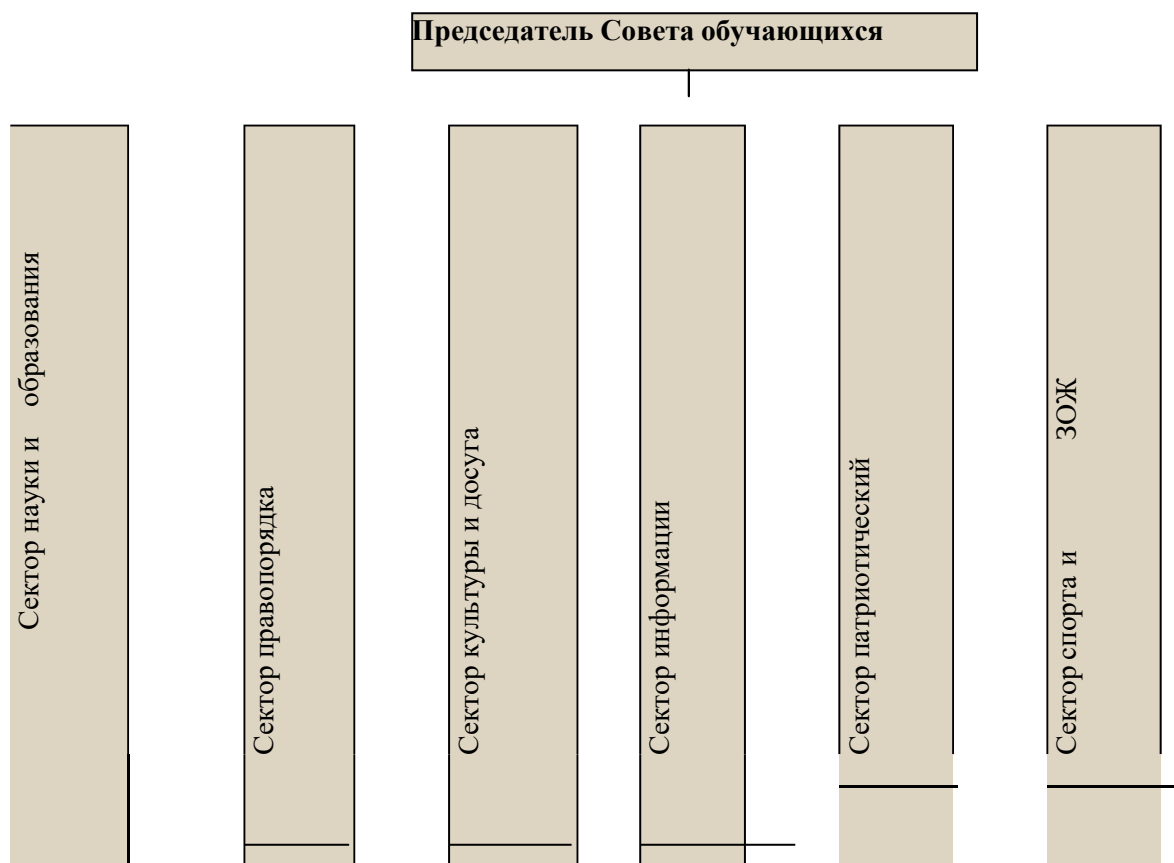 Председатель Совета обучающихся
Сектор науки и образования
Сектор правопорядка
Сектор культуры и досуга
Сектор информации
Сектор патриотический
Сектор спорта и ЗОЖ